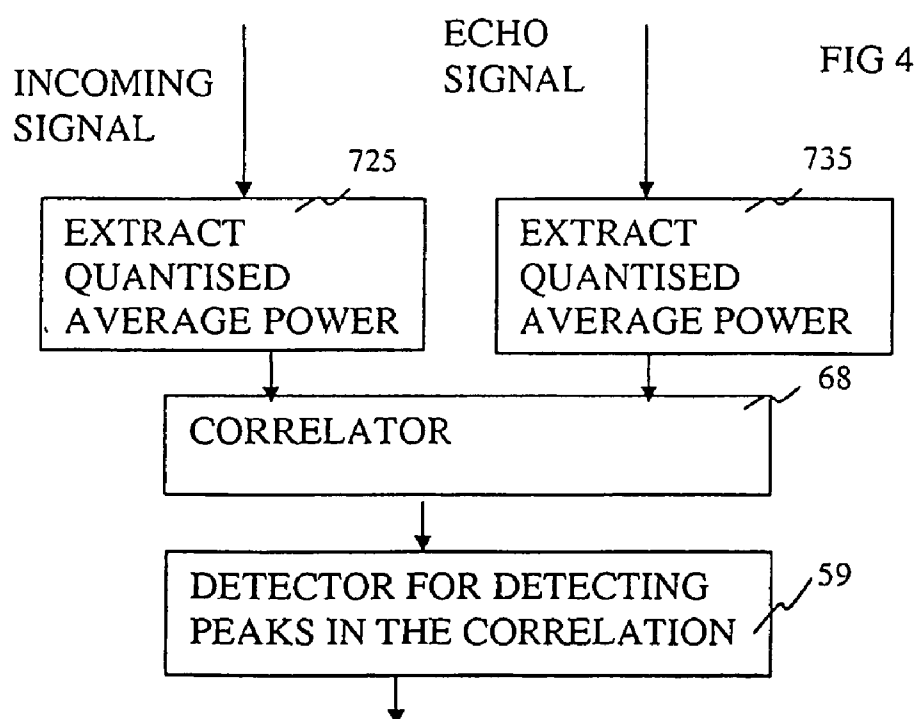 ECHO
SIGNAL
FIG 4
INCOMING
SIGNAL
725
735
EXTRACT
QUANTISED
AVERAGE POWER
EXTRACT
QUANTISED
AVERAGE POWER
68
CORRELATOR
59
DETECTOR FOR DETECTING
PEAKS IN THE CORRELATION